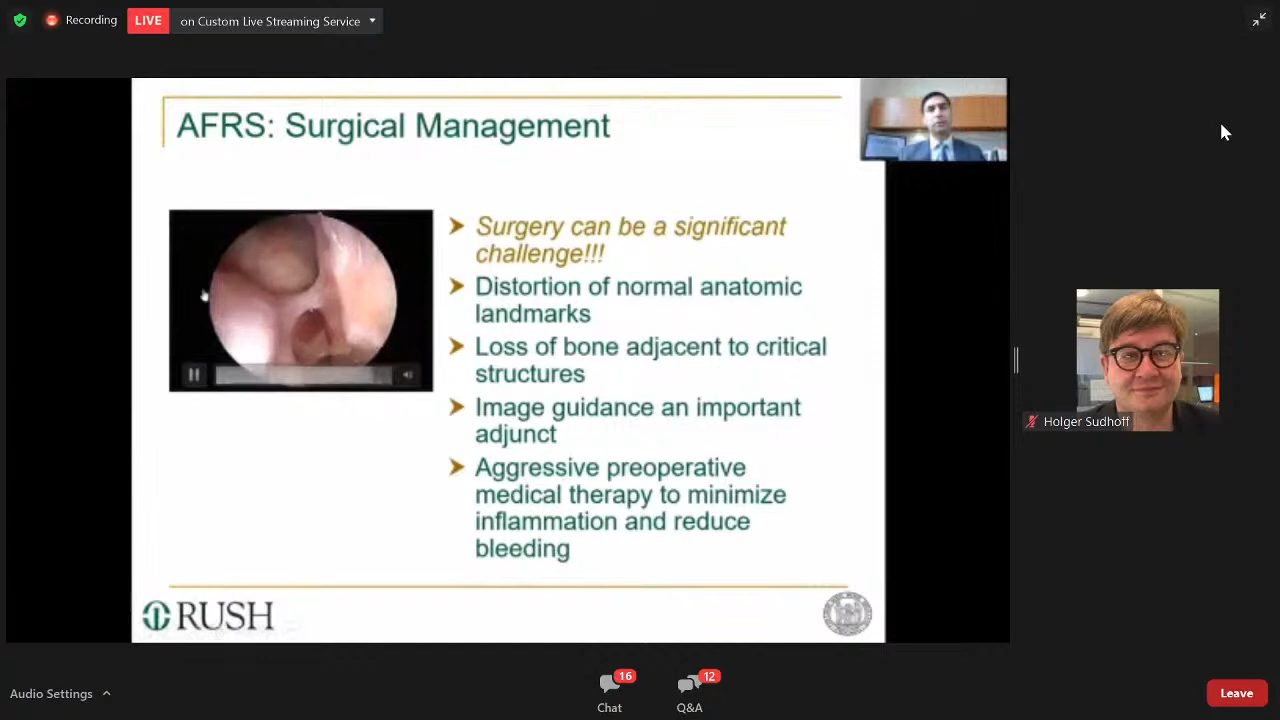 Recording
LIVE
on Custom Live Streaming Service
AFRS: Surgical Management
Surgery can be a significant
challenge!!!
Distortion of normal anatomic
landmarks
Loss of bone adjacent to critical
structures
Image guidance an important
adjunct
Aggressive preoperative
medical therapy to minimize
inflammation and reduce
bleeding
RUSH
Holger Sudhoff
Audio Settings
16
Chat
12
Q&A
Leave